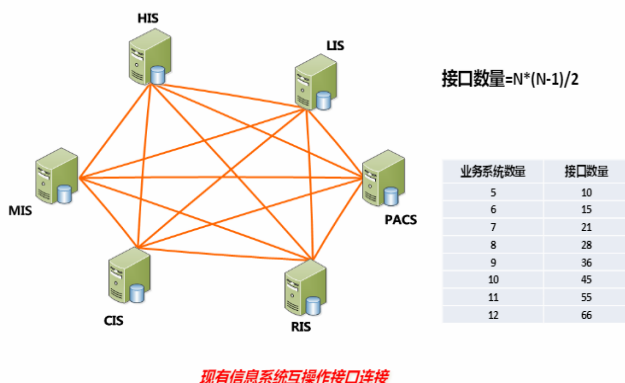 HIS
LIS
MIS
PACS
CIS
RIS
接口数量=N*(N-1)/2
业务系统数量 接口数量
5 10
6 15
7 21
8 28
9 36
10 45
11 55
12 66
现有信息系统互操作接口连接